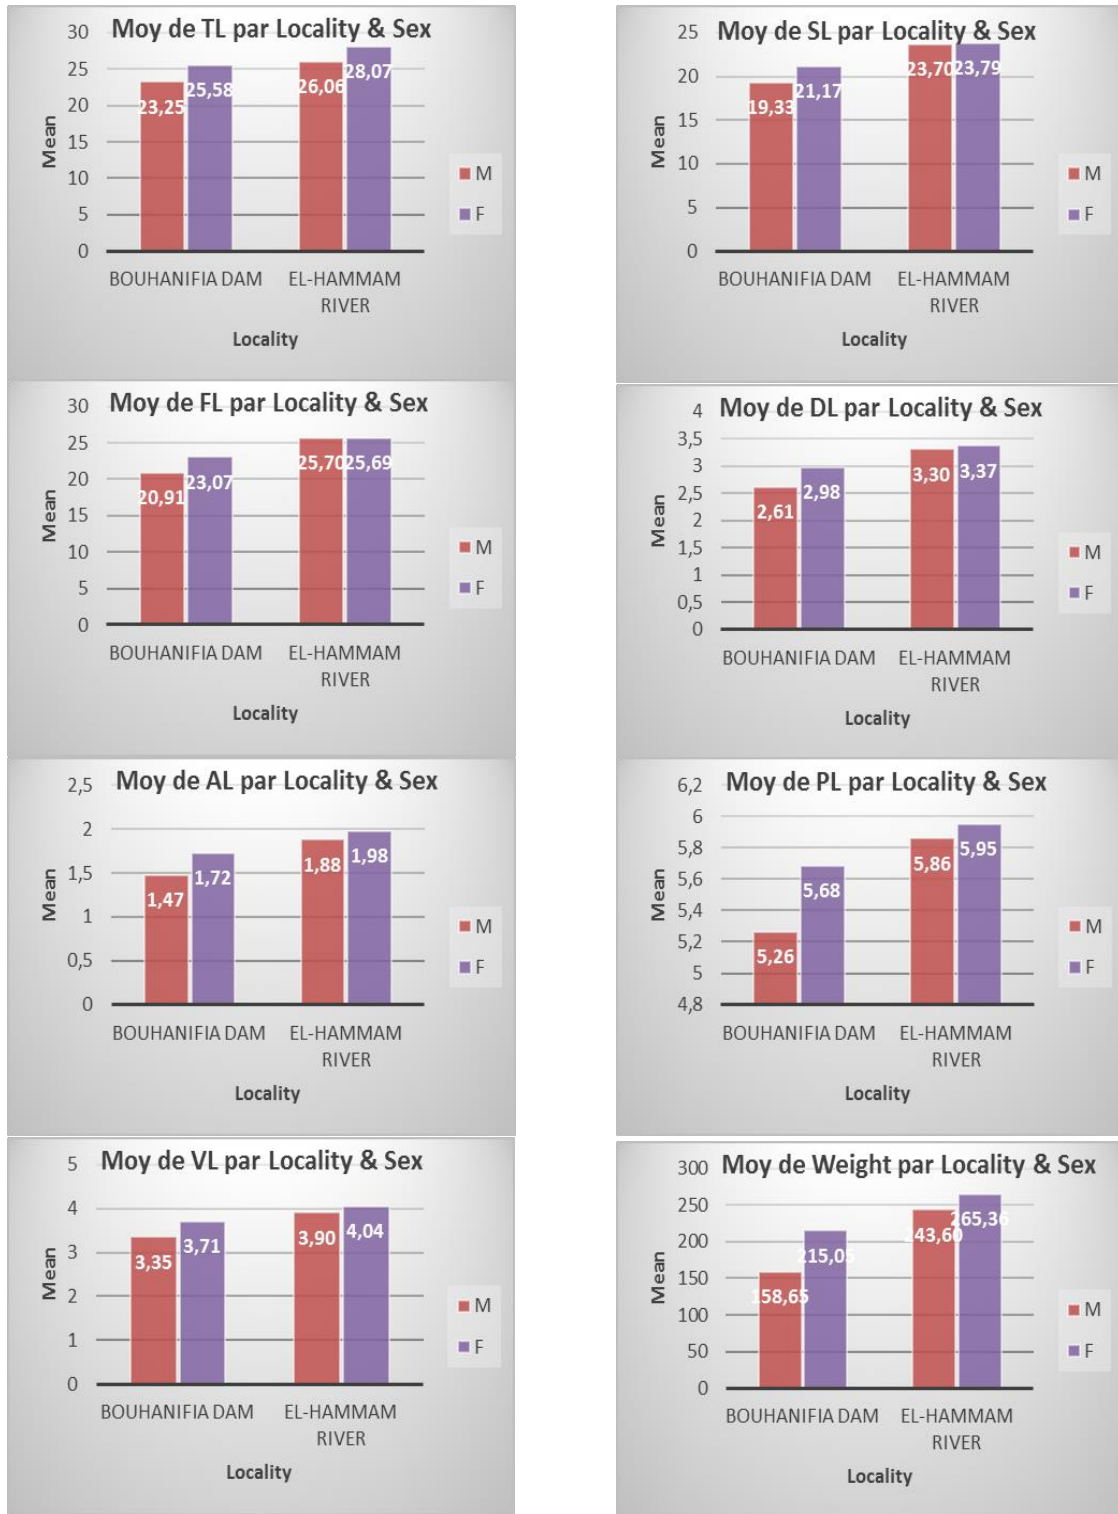 Moy de TL par Locality & Sex
30
25
20
15
10
5
0
Mean
23,25
25,58
26,06
28,07
M
F
BOUHANIFIA DAM
EL-HAMMAM
RIVER
Locality
Moy de SL par Locality & Sex
25
20
15
10
5
0
Mean
19,33
21,17
23,70
23,79
M
F
BOUHANIFIA DAM
EL-HAMMAM
RIVER
Locality
Moy de FL par Locality & Sex
30
25
20
15
10
5
0
Mean
20,91
23,07
25,70
25,69
M
F
BOUHANIFIA DAM
EL-HAMMAM
RIVER
Locality
Moy de DL par Locality & Sex
4
3,5
3
2,5
2
1,5
1
0,5
0
Mean
2,61
2,98
3,30
3,37
M
F
BOUHANIFIA DAM
EL-HAMMAM
RIVER
Locality
Moy de AL par Locality & Sex
2,5
2
1,5
1
0,5
0
Mean
1,47
1,72
1,88
1,98
M
F
BOUHANIFIA DAM
EL-HAMMAM
RIVER
Locality
Moy de PL par Locality & Sex
6,2
6
5,8
5,6
5,4
5,2
5
4,8
Mean
5,26
5,68
5,86
5,95
M
F
BOUHANIFIA DAM
EL-HAMMAM
RIVER
Locality
Moy de VL par Locality & Sex
5
4
3
2
1
0
Mean
3,35
3,71
3,90
4,04
M
F
BOUHANIFIA DAM
EL-HAMMAM
RIVER
Locality
Moy de Weight par Locality & Sex
300
250
200
150
100
50
0
Mean
158,65
215,05
243,60
265,36
M
F
BOUHANIFIA DAM
EL-HAMMAM
RIVER
Locality